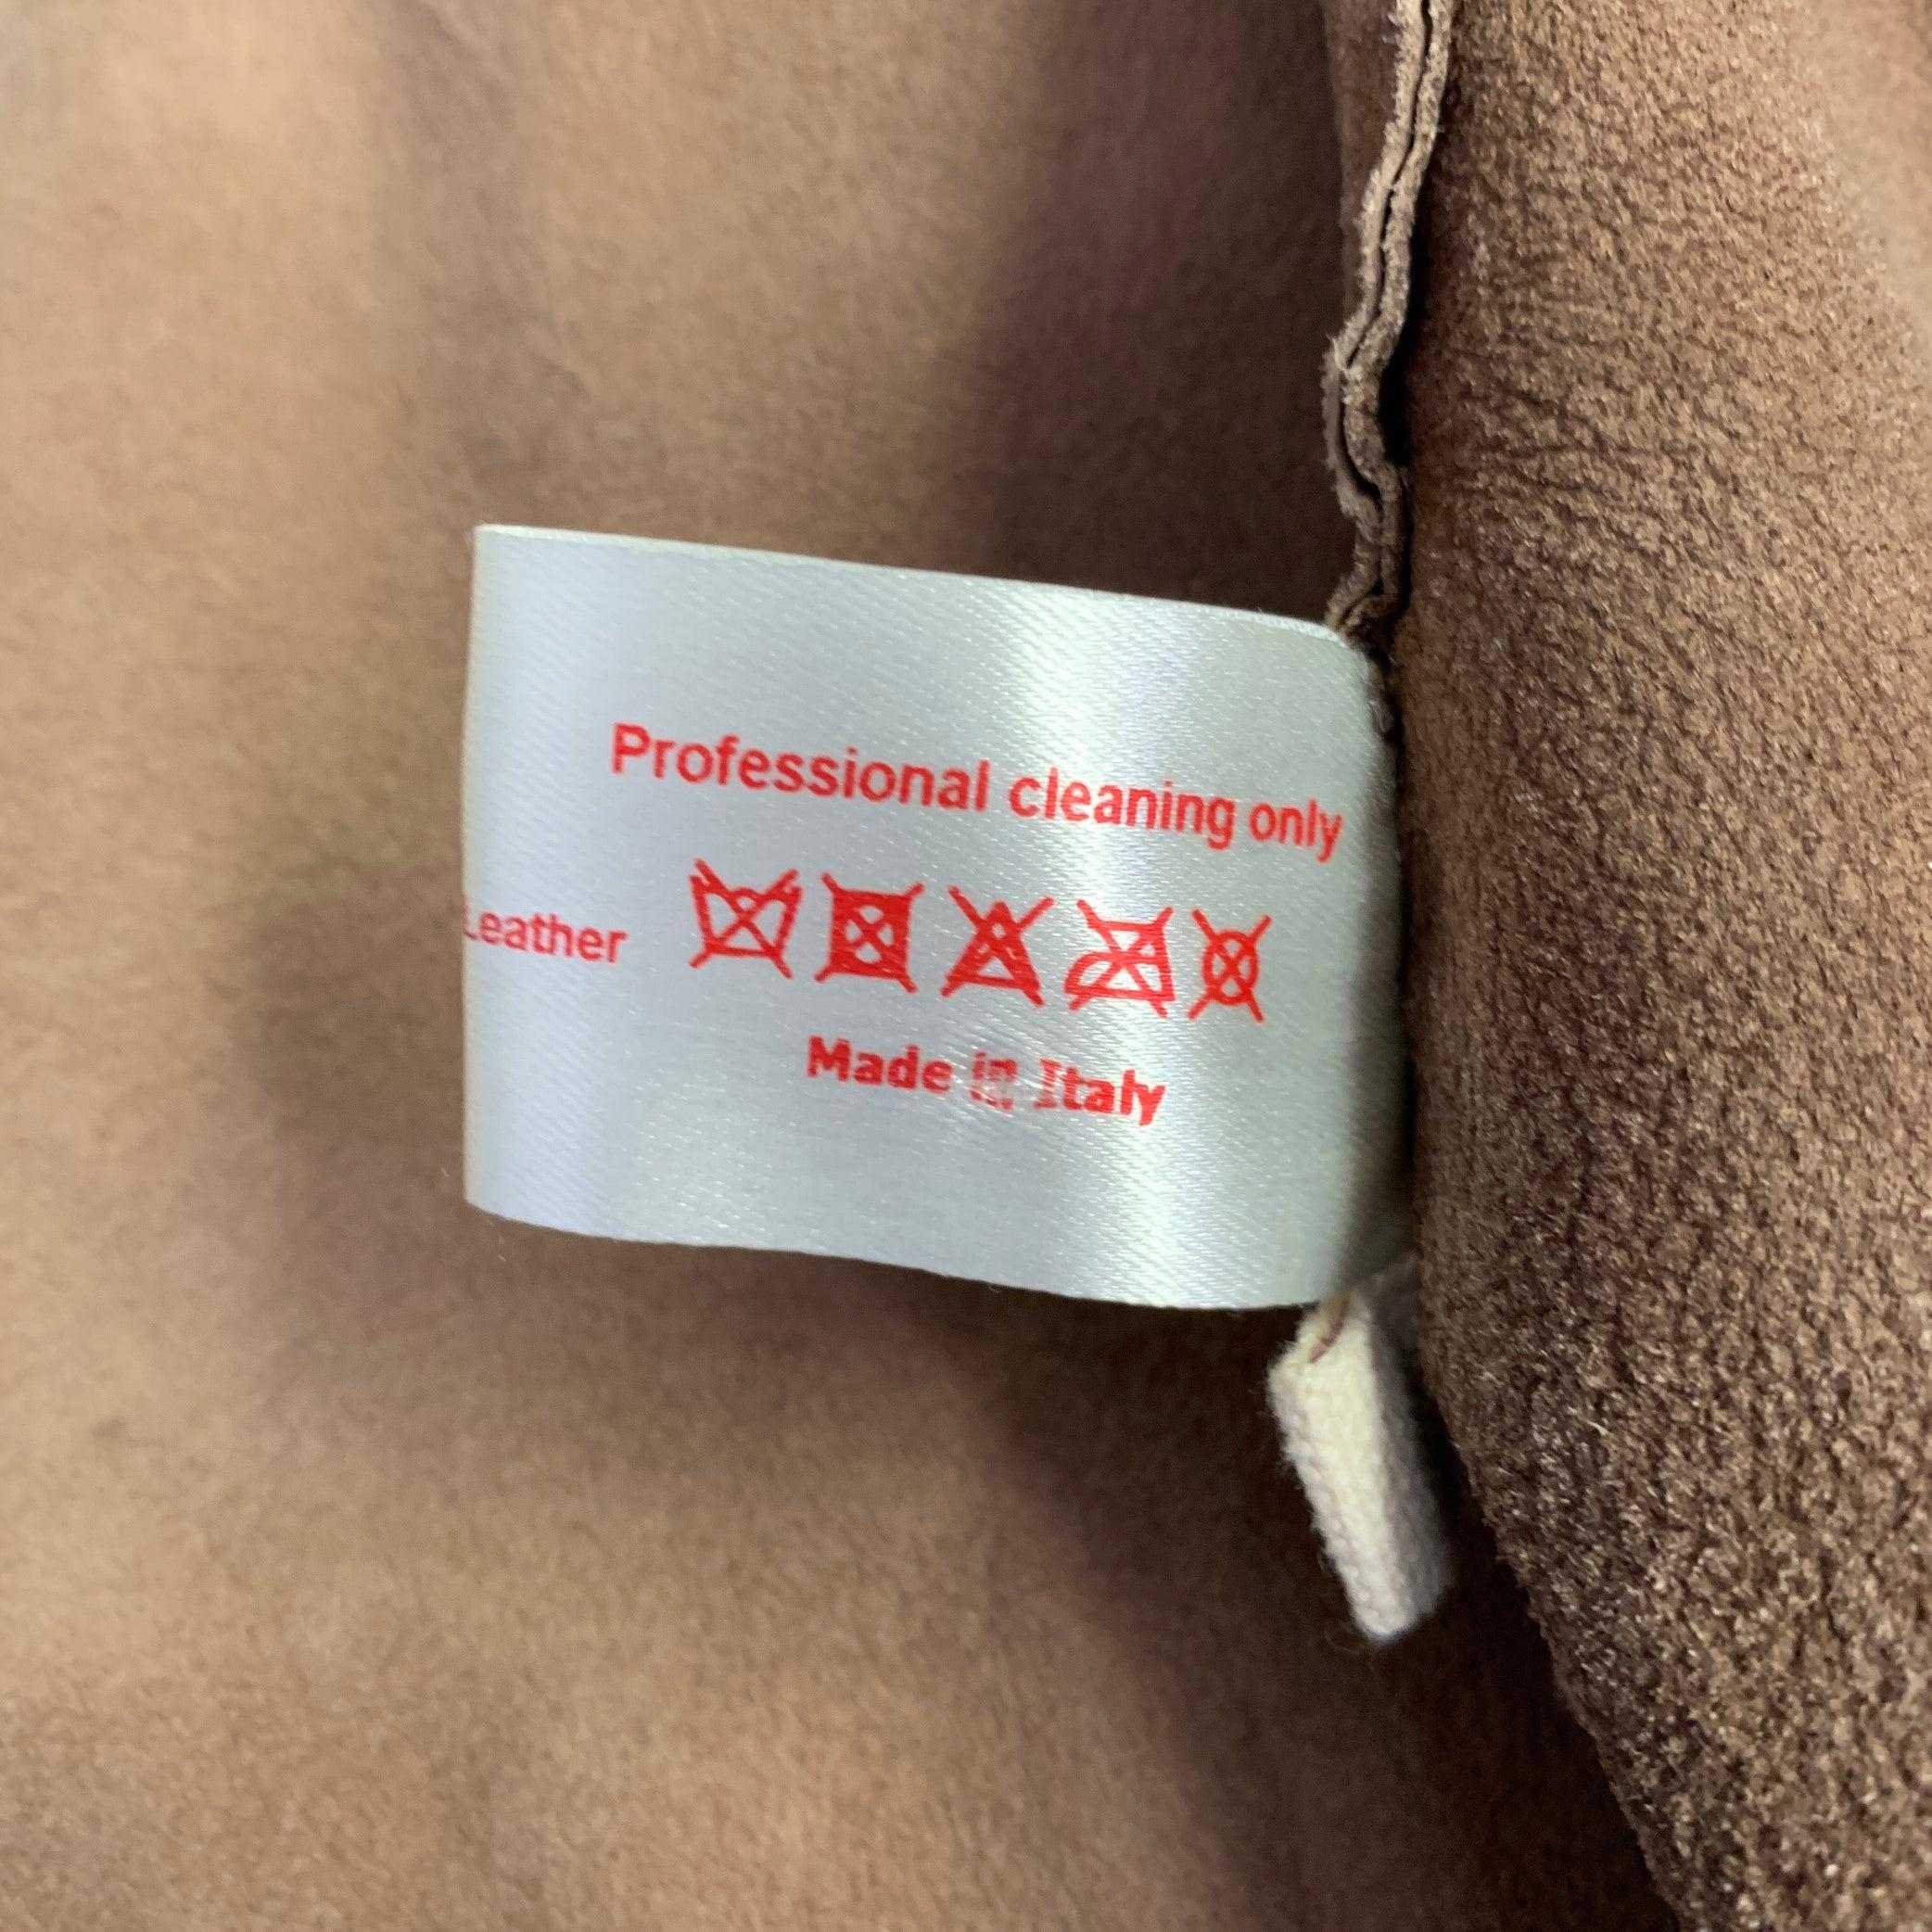 Professional cleaning only
Leather
Made in Italy